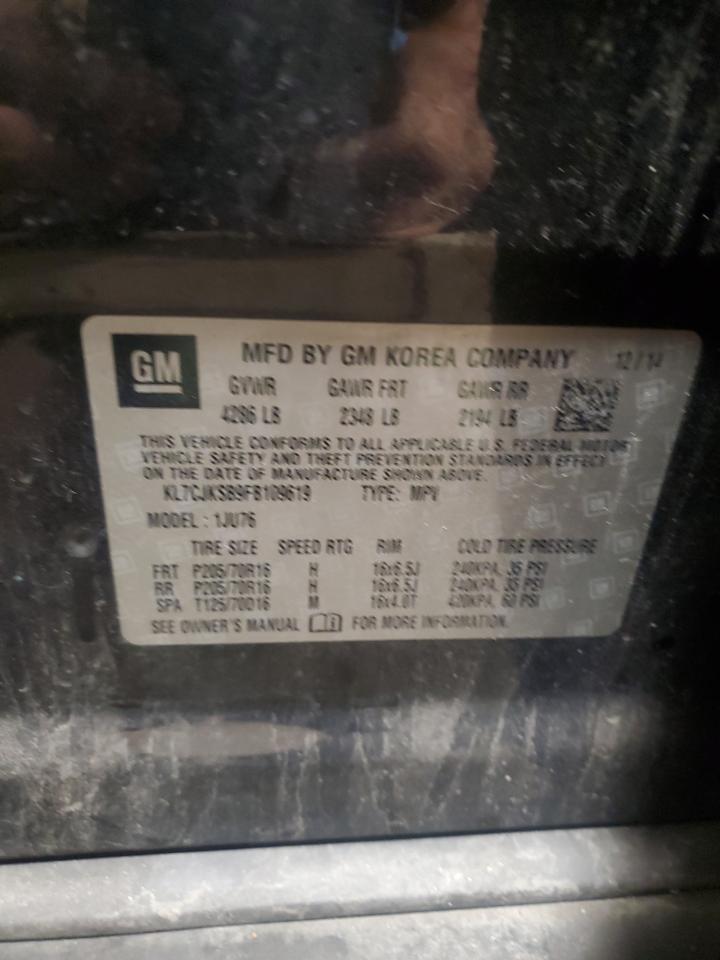 GM MFD BY GM KOREA COMPANY 12/14
GVWR GAWR FRT GAWR RR
4286 LB 2348 LB 2194 LB
THIS VEHICLE CONFORMS TO ALL APPLICABLE U.S. FEDERAL MOTOR
VEHICLE SAFETY AND THEFT PREVENTION STANDARDS IN EFFECT
ON THE DATE OF MANUFACTURE SHOWN ABOVE.
KL7CJKSB9FB109619 TYPE: MPV
MODEL : 1JU76
TIRE SIZE SPEED RTG RIM COLD TIRE PRESSURE
FRT P205/70R16 H 16x6.5J 240KPA, 35 PSI
RR P205/70R16 H 16x6.5J 240KPA, 35 PSI
SPA T125/70D16 M 16x4.0T 420KPA, 60 PSI
SEE OWNER'S MANUAL FOR MORE INFORMATION.